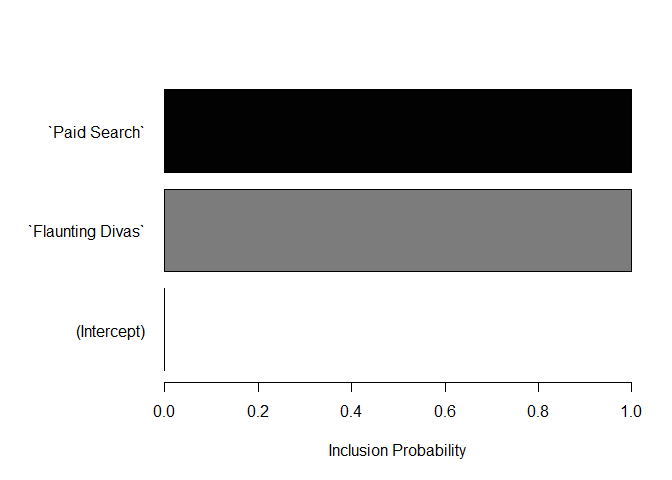 `Paid Search`
`Flaunting Divas`
(Intercept)
0.0 0.2 0.4 0.6 0.8 1.0
Inclusion Probability